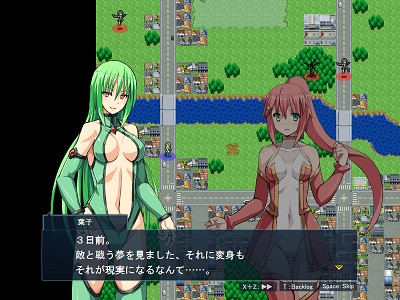 葉子
３日前。
敵と戦う夢を見ました、それに変身も
それが現実になるなんて……。
X+Z: ▶▶ ↑:Backlog Space:Skip